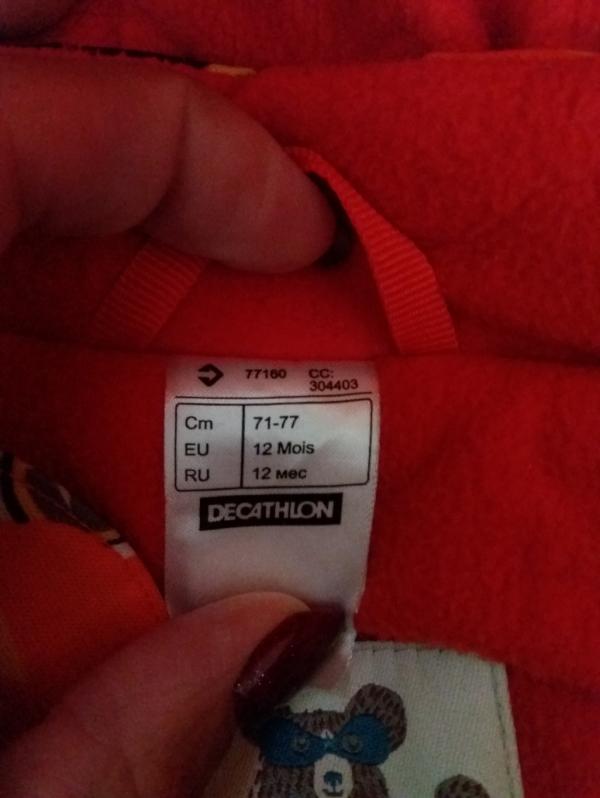 77160 CC:
304403
Cm 71-77
EU 12 Mois
RU 12 мес
DECATHLON